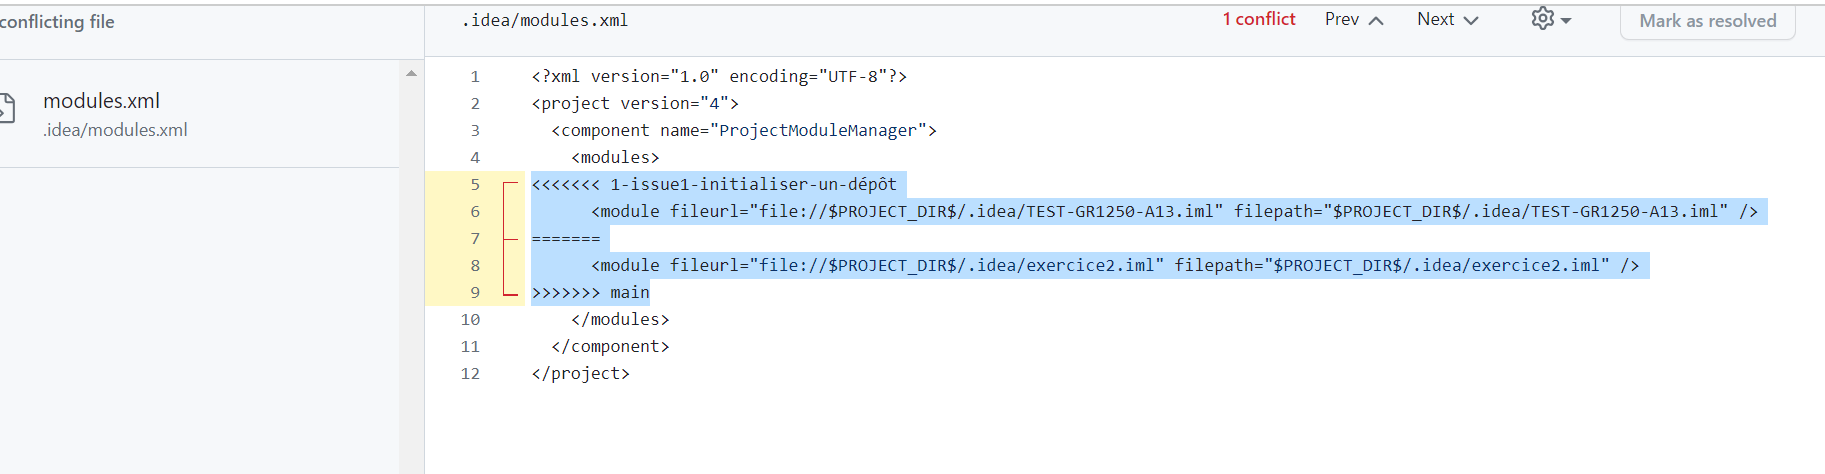 conflicting file
modules.xml
.idea/modules.xml
.idea/modules.xml 1 conflict Prev Next Mark as resolved
1 <?xml version="1.0" encoding="UTF-8"?>
2 <project version="4">
3   <component name="ProjectModuleManager">
4     <modules>
5 <<<<<<< 1-issue1-initialiser-un-dépôt
6       <module fileurl="file://$PROJECT_DIR$/.idea/TEST-GR1250-A13.iml" filepath="$PROJECT_DIR$/.idea/TEST-GR1250-A13.iml" />
7 =======
8       <module fileurl="file://$PROJECT_DIR$/.idea/exercice2.iml" filepath="$PROJECT_DIR$/.idea/exercice2.iml" />
9 >>>>>>> main
10     </modules>
11   </component>
12 </project>